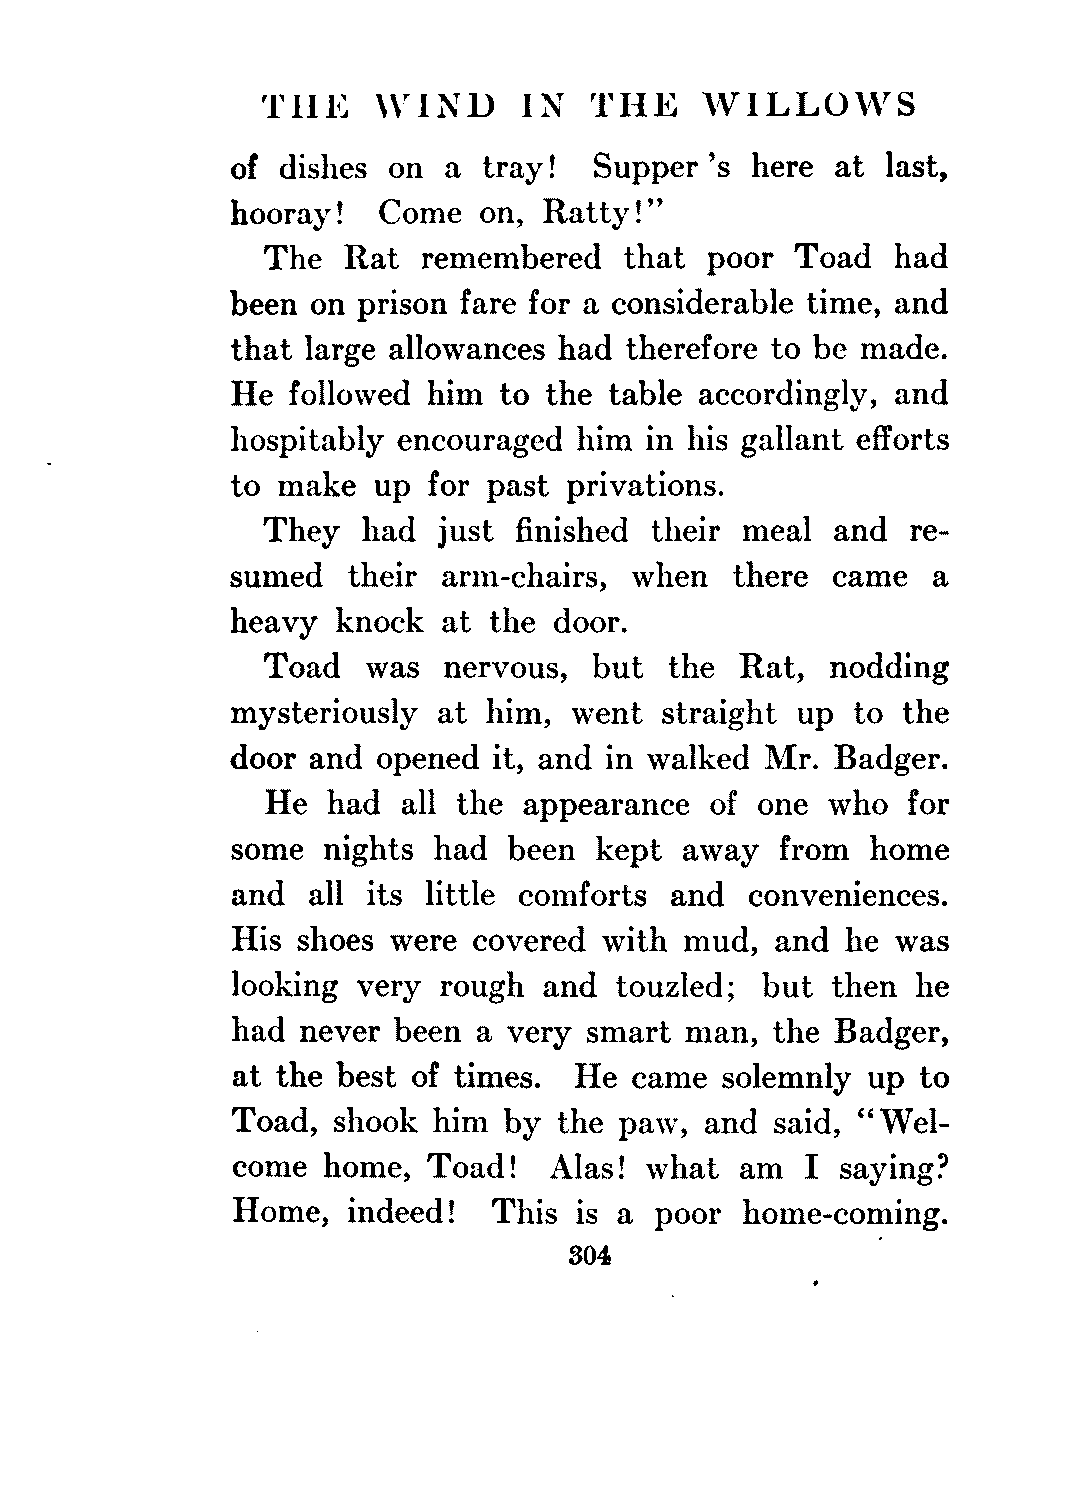 THE WIND IN THE WILLOWS
of dishes on a tray! Supper 's here at last,
hooray! Come on, Ratty!"
The Rat remembered that poor Toad had
been on prison fare for a considerable time, and
that large allowances had therefore to be made.
He followed him to the table accordingly, and
hospitably encouraged him in his gallant efforts
to make up for past privations.
They had just finished their meal and re-
sumed their arm-chairs, when there came a
heavy knock at the door.
Toad was nervous, but the Rat, nodding
mysteriously at him, went straight up to the
door and opened it, and in walked Mr. Badger.
He had all the appearance of one who for
some nights had been kept away from home
and all its little comforts and conveniences.
His shoes were covered with mud, and he was
looking very rough and touzled; but then he
had never been a very smart man, the Badger,
at the best of times. He came solemnly up to
Toad, shook him by the paw, and said, "Wel-
come home, Toad! Alas! what am I saying?
Home, indeed! This is a poor home-coming.
304